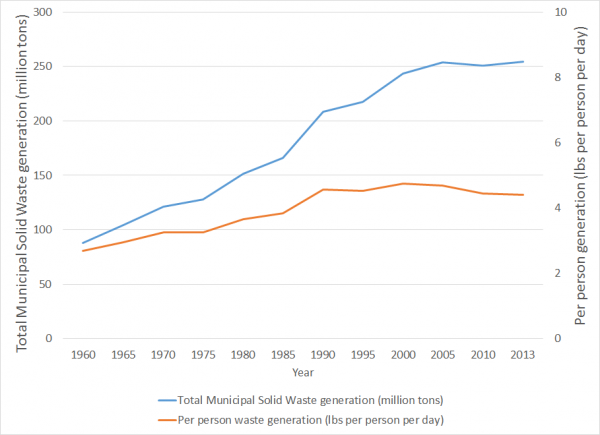 Total Municipal Solid Waste generation (million tons)
300
250
200
150
100
50
0
10
8
6
4
2
0
Per person generation (lbs per person per day)
1960 1965 1970 1975 1980 1985 1990 1995 2000 2005 2010 2013
Year
Total Municipal Solid Waste generation (million tons)
Per person waste generation (lbs per person per day)